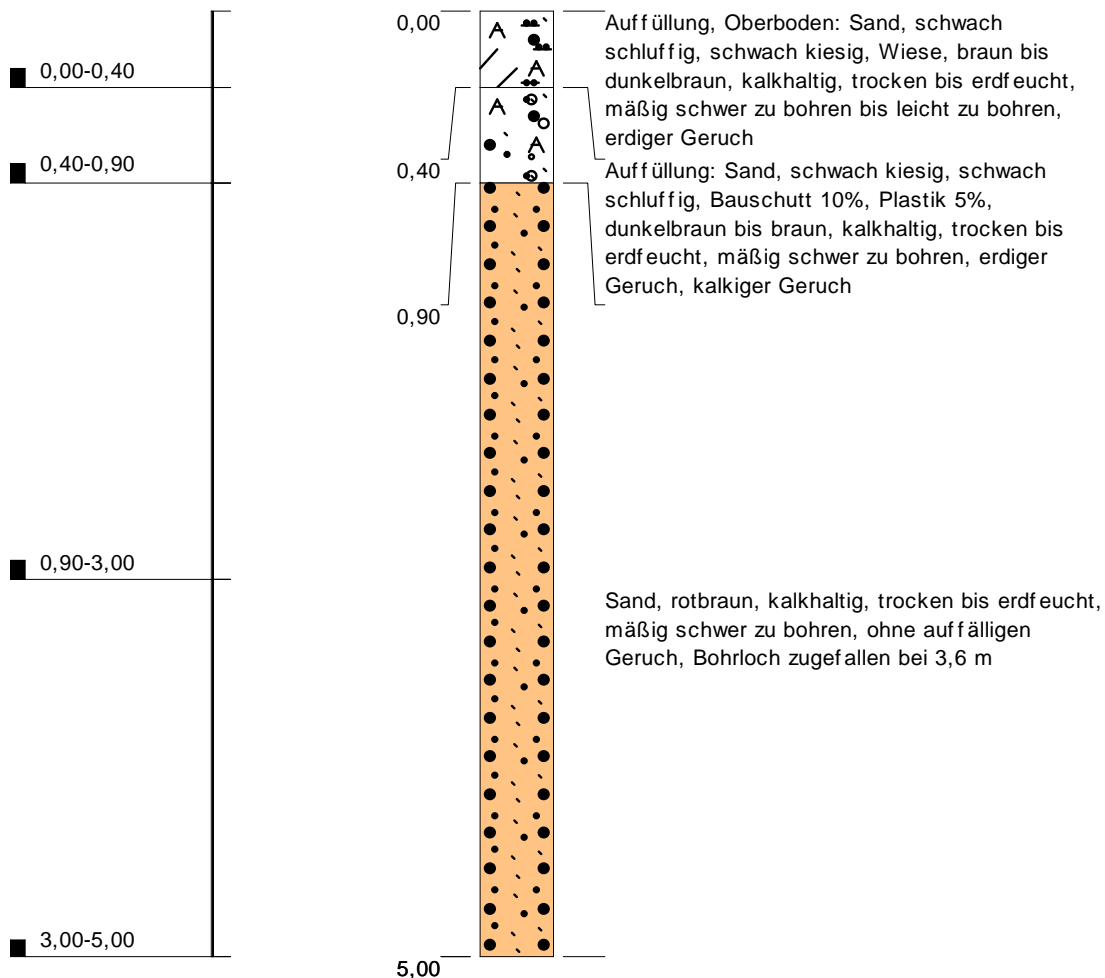 0,00
Auffüllung, Oberboden: Sand, schwach
schluffig, schwach kiesig, Wiese, braun bis
0,00-0,40
dunkelbraun, kalkhaltig, trocken bis erdfeucht,
mäßig schwer zu bohren bis leicht zu bohren,
erdiger Geruch
0,40-0,90
0,40
Auffüllung: Sand, schwach kiesig, schwach
schluffig, Bauschutt 10%, Plastik 5%,
dunkelbraun bis braun, kalkhaltig, trocken bis
erdfeucht, mäßig schwer zu bohren, erdiger
Geruch, kalkiger Geruch
0,90
0,90-3,00
Sand, rotbraun, kalkhaltig, trocken bis erdfeucht,
mäßig schwer zu bohren, ohne auffälligen
Geruch, Bohrloch zugefallen bei 3,6 m
3,00-5,00
5,00